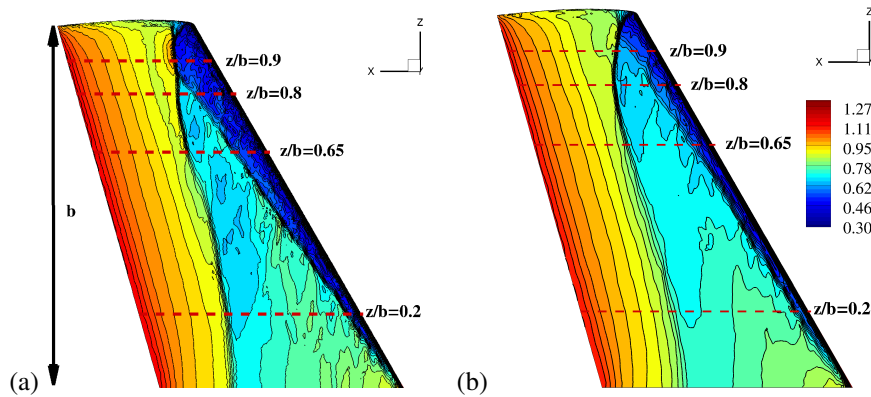 z
x
z/b=0.9
z/b=0.8
z/b=0.65
b
z/b=0.2
(a)
z
x
z/b=0.9
z/b=0.8
z/b=0.65
z/b=0.2
1.27
1.11
0.95
0.78
0.62
0.46
0.30
(b)